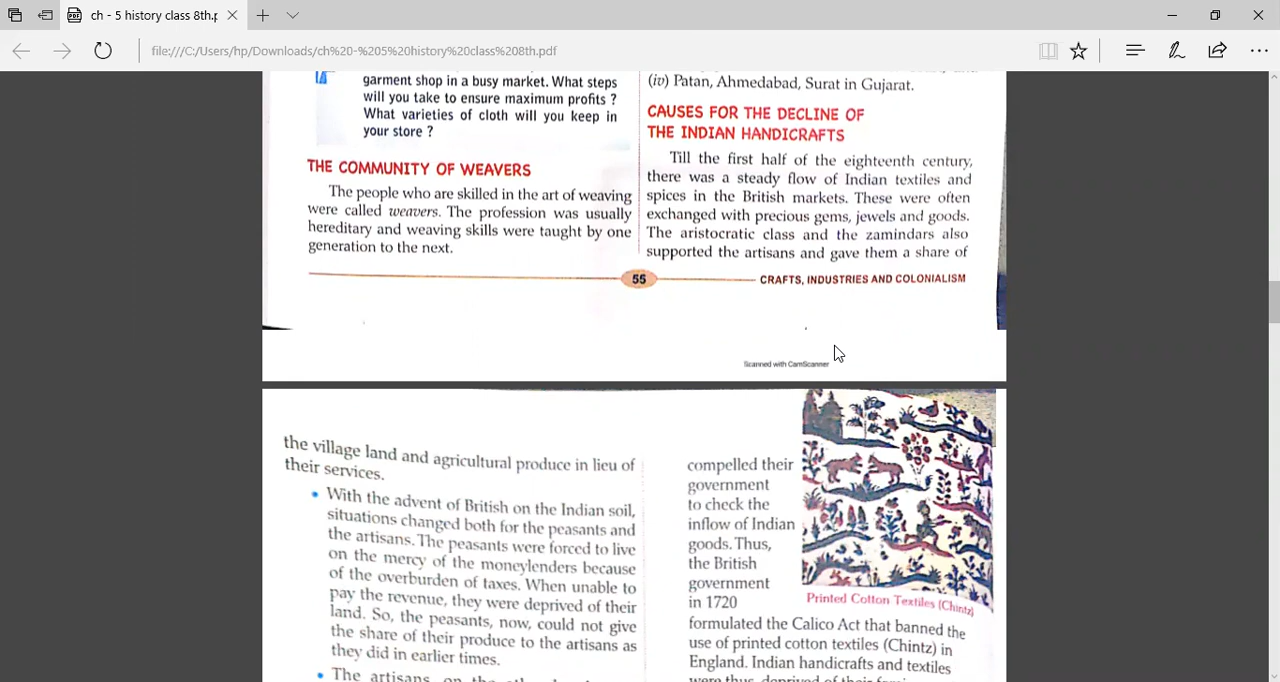 ch - 5 history class 8th.p
file:///C:/Users/hp/Downloads/ch%20-%205%20history%20class%208th.pdf
garment shop in a busy market. What steps
will you take to ensure maximum profits ?
What varieties of cloth will you keep in
your store ?
THE COMMUNITY OF WEAVERS
The people who are skilled in the art of weaving
were called weavers. The profession was usually
hereditary and weaving skills were taught by one
generation to the next.
(iv) Patan, Ahmedabad, Surat in Gujarat.
CAUSES FOR THE DECLINE OF
THE INDIAN HANDICRAFTS
Till the first half of the eighteenth century,
there was a steady flow of Indian textiles and
spices in the British markets. These were often
exchanged with precious gems, jewels and goods.
The aristocratic class and the zamindars also
supported the artisans and gave them a share of
55
CRAFTS, INDUSTRIES AND COLONIALISM
Scanned with CamScanner
the village land and agricultural produce in lieu of
their services.
• With the advent of British on the Indian soil,
situations changed both for the peasants and
the artisans. The peasants were forced to live
on the mercy of the moneylenders because
of the overburden of taxes. When unable to
pay the revenue, they were deprived of their
land. So, the peasants, now, could not give
the share of their produce to the artisans as
they did in earlier times.
• The artisans, on the
compelled their
government
to check the
inflow of Indian
goods. Thus,
the British
government
in 1720
Printed Cotton Textiles (Chintz)
formulated the Calico Act that banned the
use of printed cotton textiles (Chintz) in
England. Indian handicrafts and textiles
were thus, deprived of their